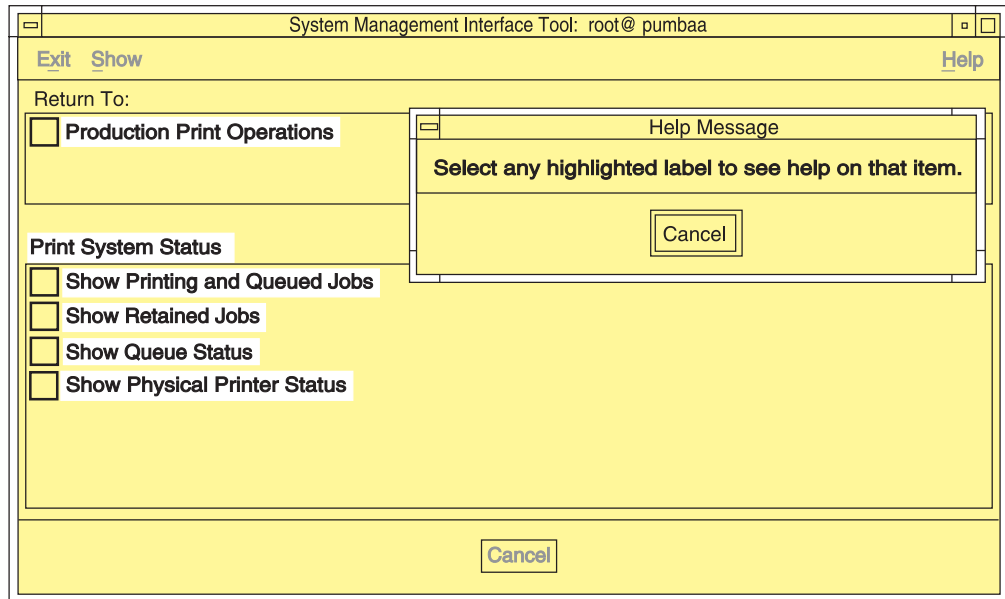 System Management Interface Tool: root@ pumbaa
Exit Show Help
Return To:
Production Print Operations
Help Message
Select any highlighted label to see help on that item.
Cancel
Print System Status
Show Printing and Queued Jobs
Show Retained Jobs
Show Queue Status
Show Physical Printer Status
Cancel